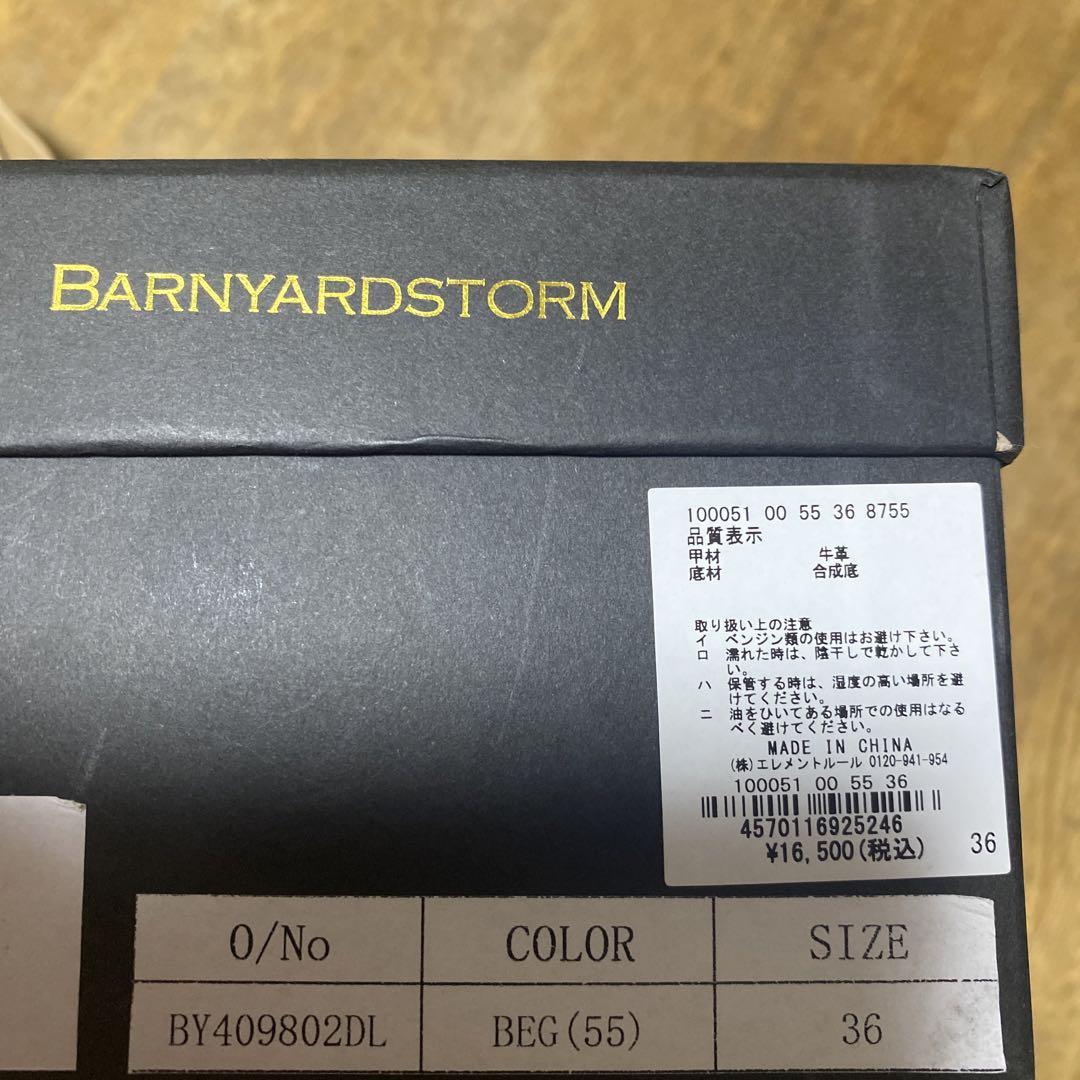 BARNYARDSTORM
100051 00 55 36 8755
品質表示
甲材 牛革
底材 合成底
取り扱い上の注意
イ ベンジン類の使用はお避け下さい。
ロ 濡れた時は、陰干しで乾かして下さ
い。
ハ 保管する時は、湿度の高い場所を避
けてください。
ニ 油をひいてある場所での使用はなる
べく避けてください。
MADE IN CHINA
(株)エレメントルール 0120-941-954
100051 00 55 36
4570116925246
¥16,500(税込) 36
O/No COLOR SIZE
BY409802DL BEG(55) 36